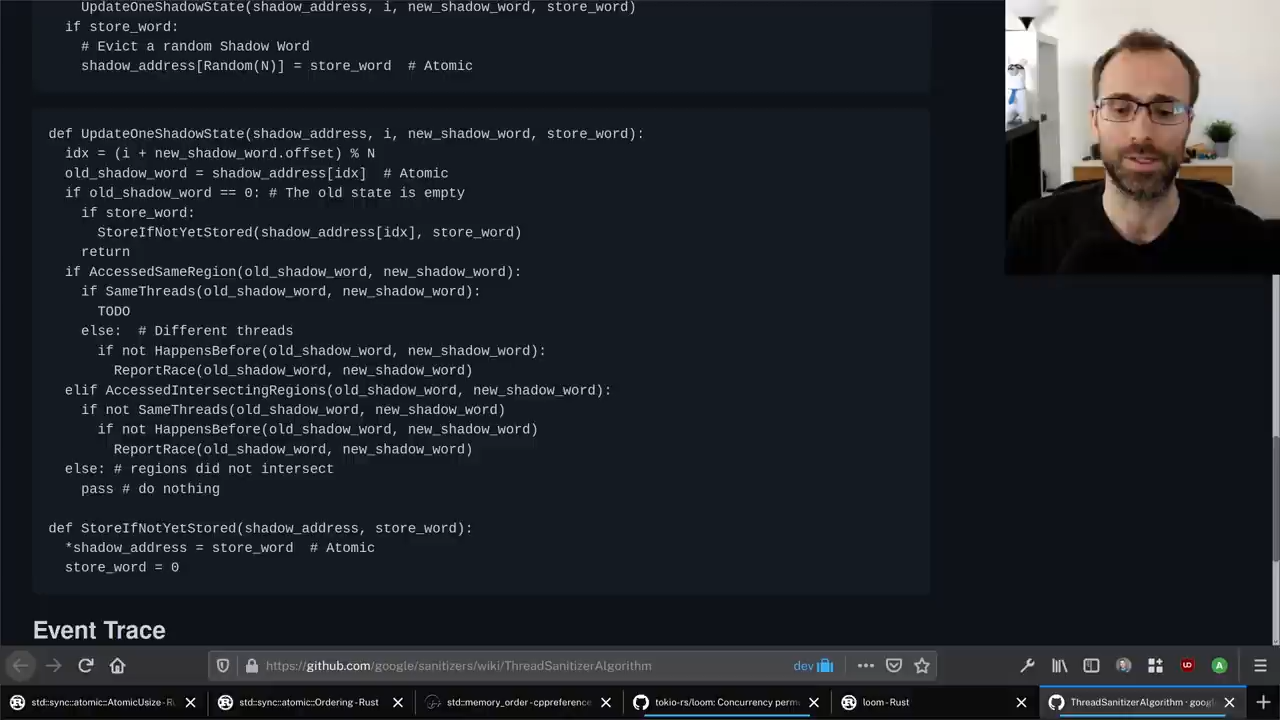 UpdateOneShadowState(shadow_address, i, new_shadow_word, store_word)
if store_word:
# Evict a random Shadow Word
shadow_address[Random(N)] = store_word # Atomic
def UpdateOneShadowState(shadow_address, i, new_shadow_word, store_word):
idx = (i + new_shadow_word.offset) % N
old_shadow_word = shadow_address[idx] # Atomic
if old_shadow_word == 0: # The old state is empty
if store_word:
StoreIfNotYetStored(shadow_address[idx], store_word)
return
if AccessedSameRegion(old_shadow_word, new_shadow_word):
if SameThreads(old_shadow_word, new_shadow_word):
TODO
else: # Different threads
if not HappensBefore(old_shadow_word, new_shadow_word):
ReportRace(old_shadow_word, new_shadow_word)
elif AccessedIntersectingRegions(old_shadow_word, new_shadow_word):
if not SameThreads(old_shadow_word, new_shadow_word)
if not HappensBefore(old_shadow_word, new_shadow_word)
ReportRace(old_shadow_word, new_shadow_word)
else: # regions did not intersect
pass # do nothing
def StoreIfNotYetStored(shadow_address, store_word):
*shadow_address = store_word # Atomic
store_word = 0
Event Trace
https://github.com/google/sanitizers/wiki/ThreadSanitizerAlgorithm dev
std::sync::atomic::AtomicUsize - Ru std::sync::atomic::Ordering - Rust std::memory_order - cppreference tokio-rs/loom: Concurrency perm loom - Rust ThreadSanitizerAlgorithm · goog